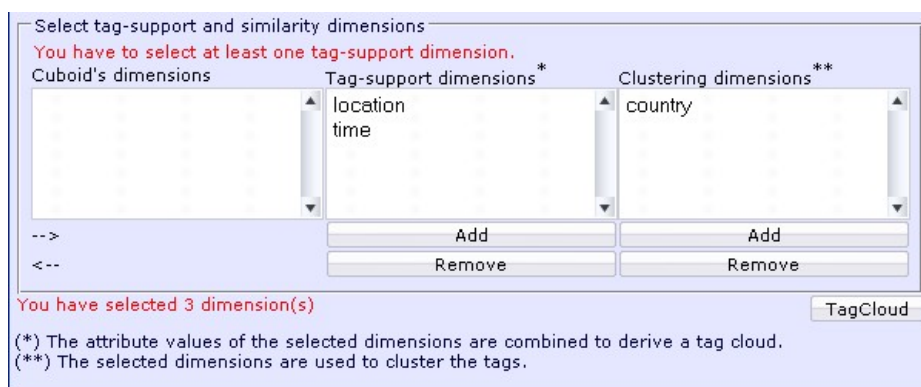 Select tag-support and similarity dimensions
You have to select at least one tag-support dimension.
Cuboid's dimensions Tag-support dimensions* Clustering dimensions**
location country
time
--> Add Add
<-- Remove Remove
You have selected 3 dimension(s) TagCloud
(*) The attribute values of the selected dimensions are combined to derive a tag cloud.
(**) The selected dimensions are used to cluster the tags.